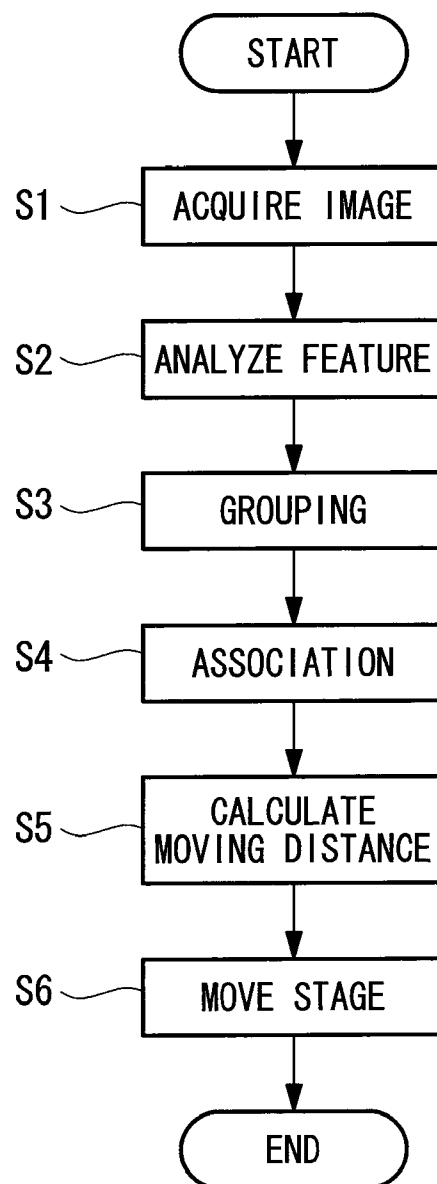 START
S1 ACQUIRE IMAGE
S2 ANALYZE FEATURE
S3 GROUPING
S4 ASSOCIATION
S5 CALCULATE
MOVING DISTANCE
S6 MOVE STAGE
END